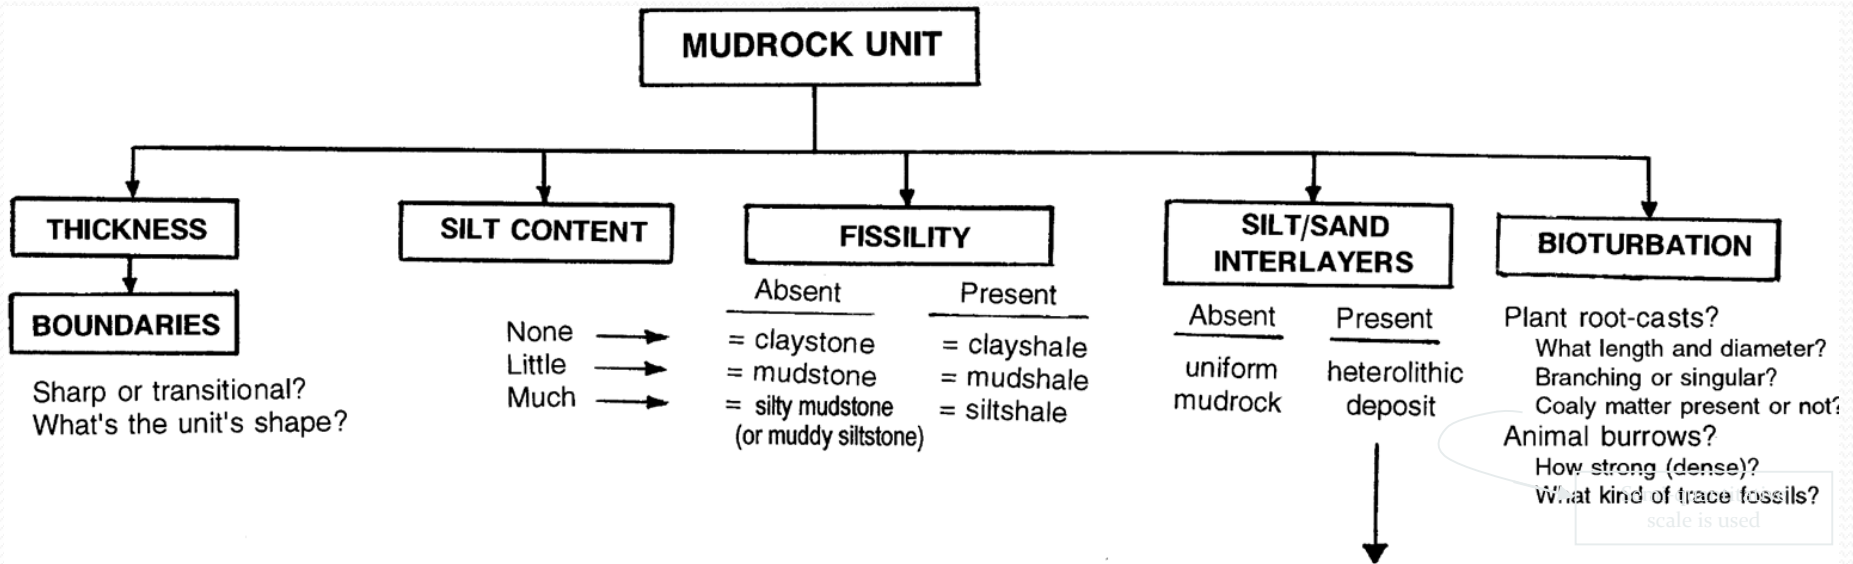 MUDROCK UNIT
THICKNESS
BOUNDARIES
Sharp or transitional?
What's the unit's shape?
SILT CONTENT
None
Little
Much
FISSILITY
Absent
= claystone
= mudstone
= silty mudstone
(or muddy siltstone)
Present
= clayshale
= mudshale
= siltshale
SILT/SAND
INTERLAYERS
Absent
uniform
mudrock
Present
heterolithic
deposit
BIOTURBATION
Plant root-casts?
What length and diameter?
Branching or singular?
Coaly matter present or not?
Animal burrows?
How strong (dense)?
What kind of trace fossils?
scale is used